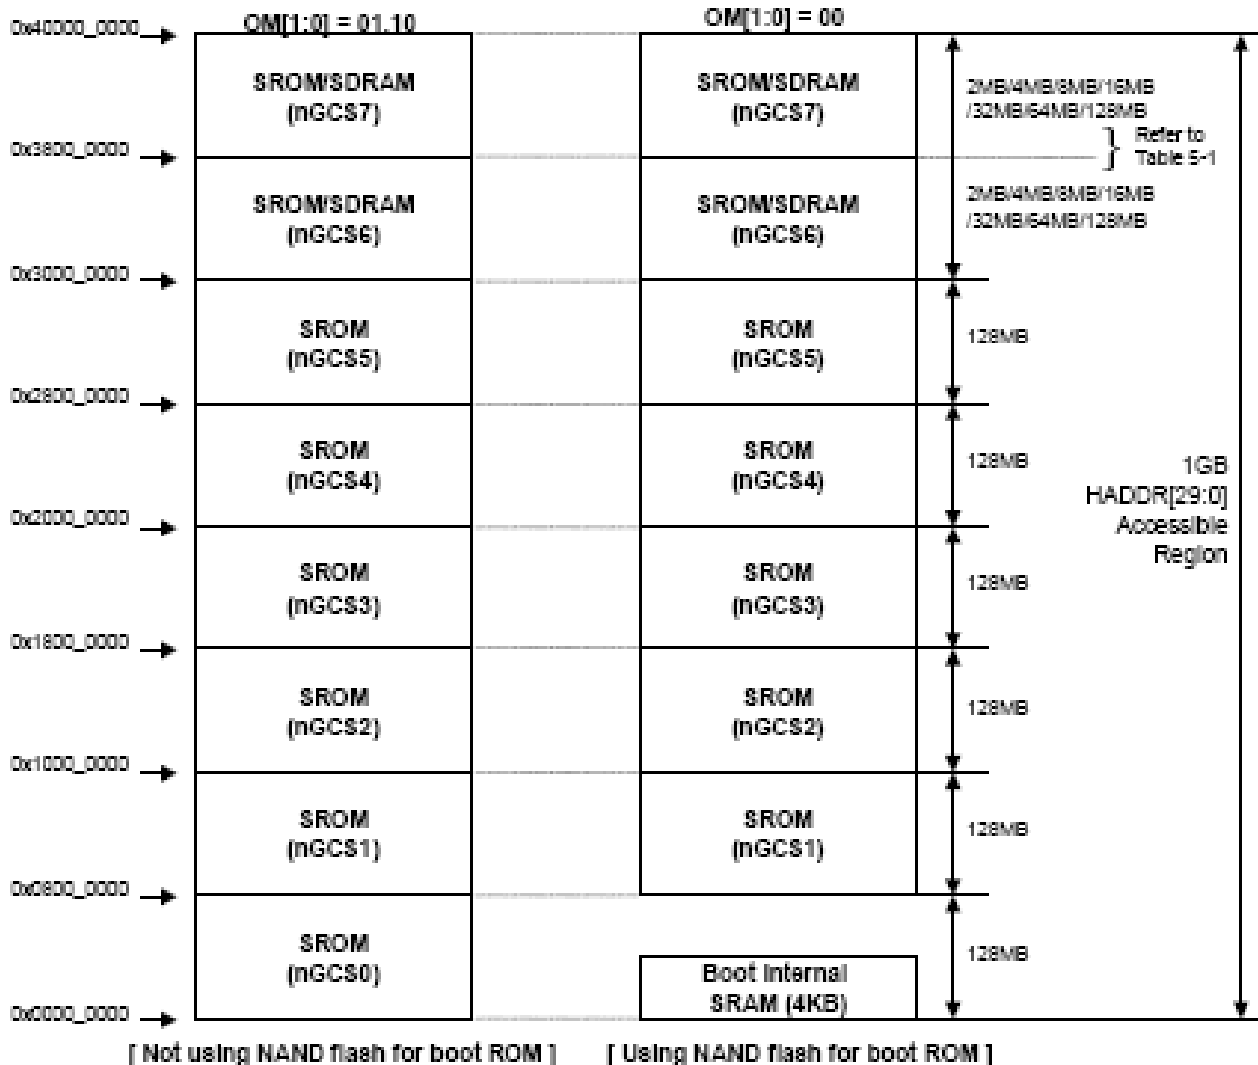 0x40000_0000
OM[1:0] = 01.10
OM[1:0] = 00
SROM/SDRAM
(nGCS7)
SROM/SDRAM
(nGCS7)
2MB/4MB/8MB/16MB
/32MB/64MB/128MB
Refer to
Table 5-1
0x3800_0000
SROM/SDRAM
(nGCS6)
SROM/SDRAM
(nGCS6)
2MB/4MB/8MB/16MB
/32MB/64MB/128MB
0x3000_0000
SROM
(nGCS5)
SROM
(nGCS5)
128MB
0x2800_0000
SROM
(nGCS4)
SROM
(nGCS4)
128MB
1GB
HADDR[29:0]
Accessible
Region
0x2000_0000
SROM
(nGCS3)
SROM
(nGCS3)
128MB
0x1800_0000
SROM
(nGCS2)
SROM
(nGCS2)
128MB
0x1000_0000
SROM
(nGCS1)
SROM
(nGCS1)
128MB
0x0800_0000
SROM
(nGCS0)
Boot Internal
SRAM (4KB)
128MB
0x0000_0000
[ Not using NAND flash for boot ROM ]
[ Using NAND flash for boot ROM ]